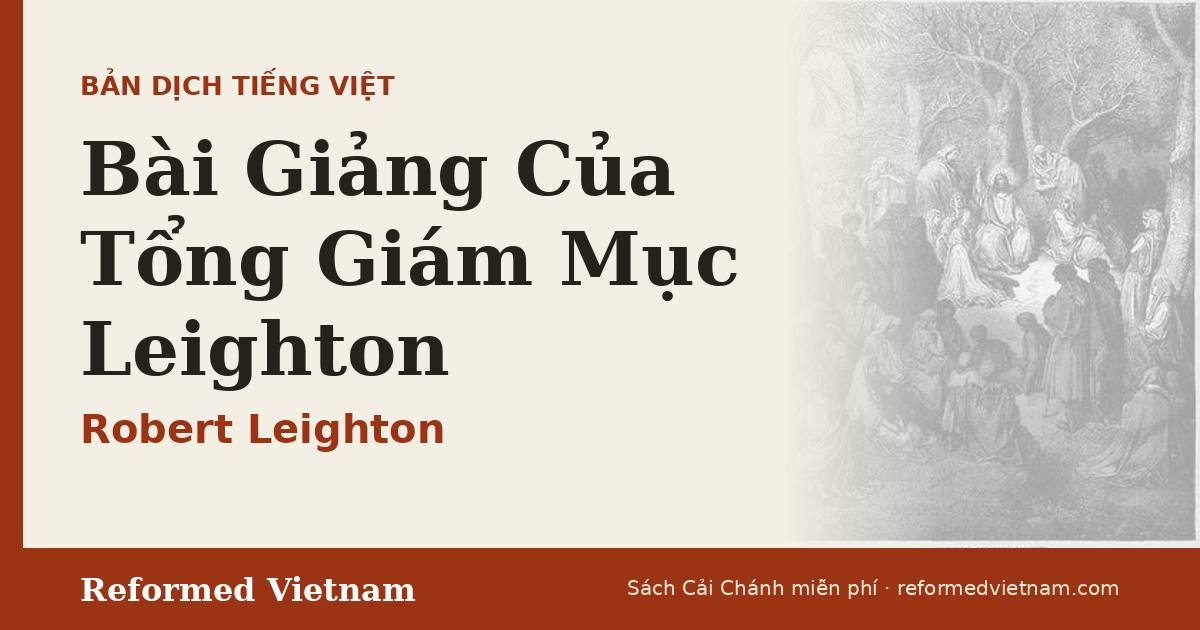 BẢN DỊCH TIẾNG VIỆT
Bài Giảng Của
Tổng Giám Mục
Leighton
Robert Leighton
Reformed Vietnam
Sách Cải Chánh miễn phí · reformedvietnam.com